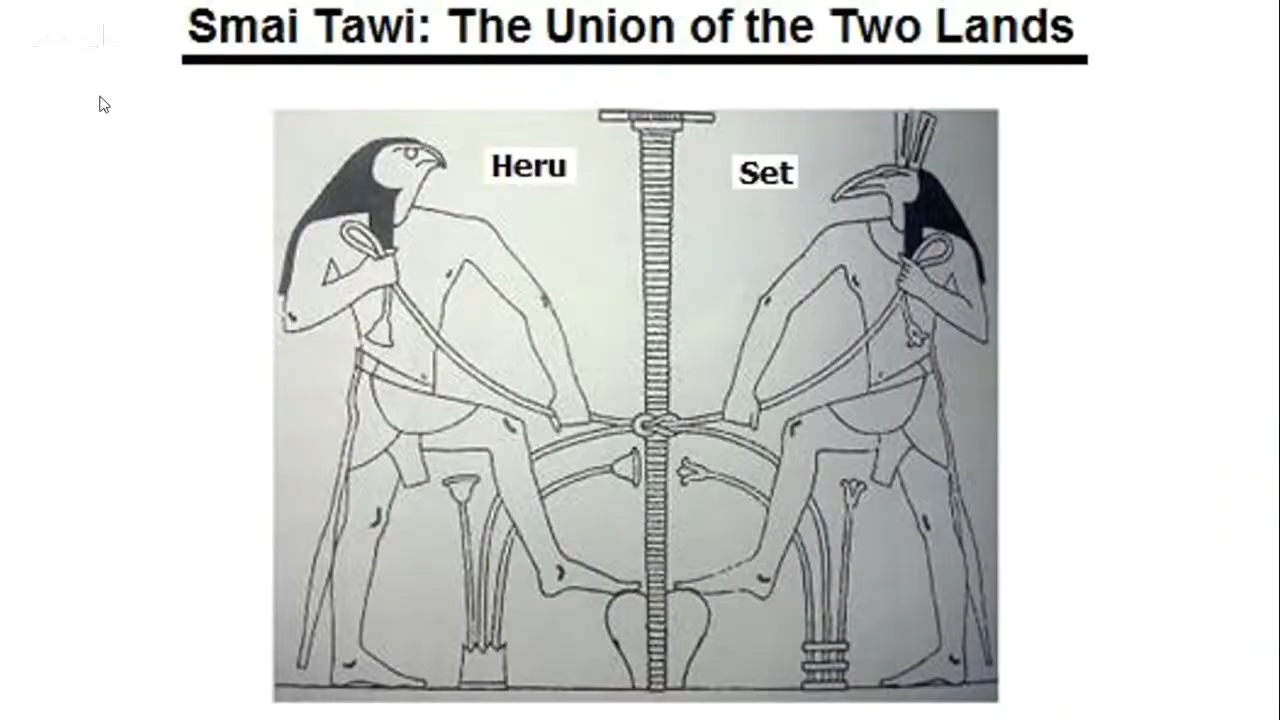 Smai Tawi: The Union of the Two Lands
Heru
Set